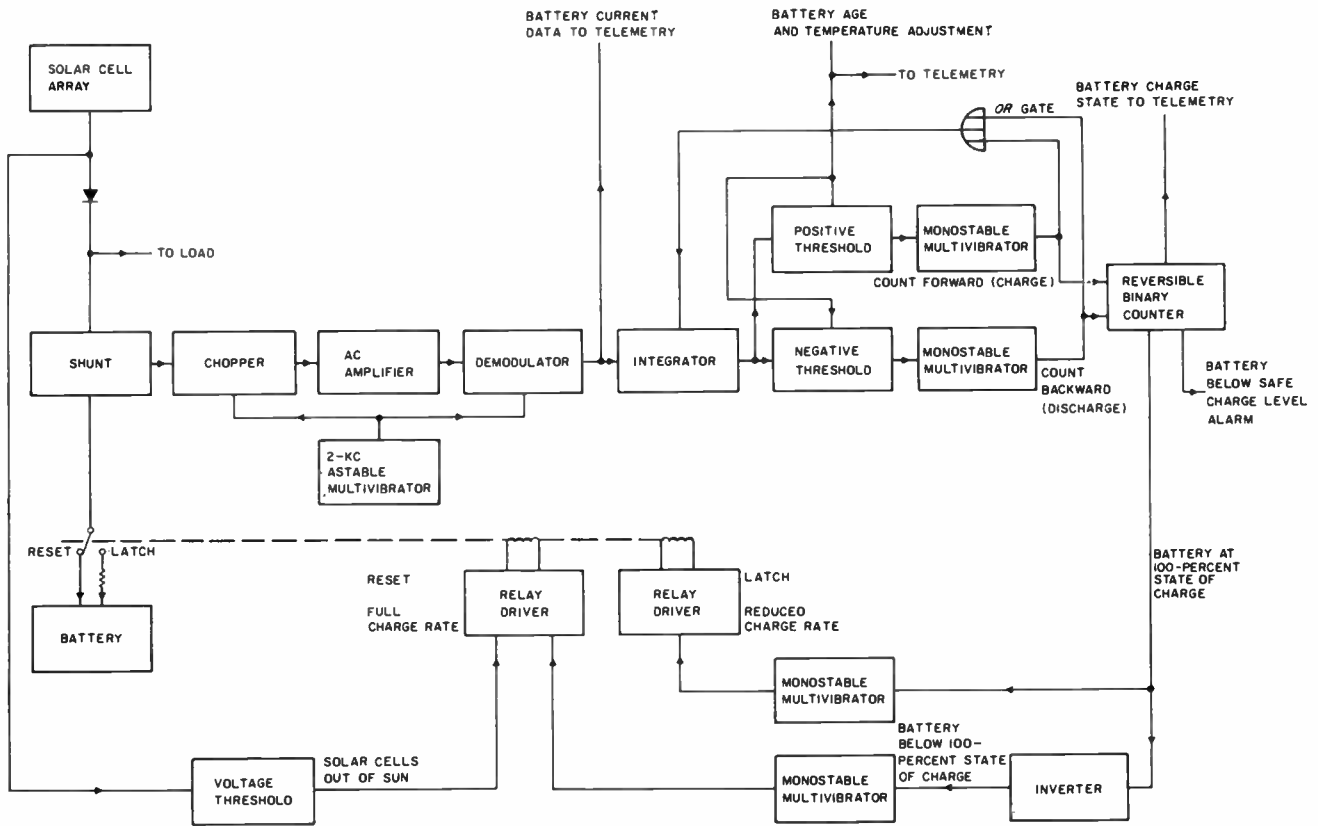 BATTERY CURRENT
DATA TO TELEMETRY
BATTERY AGE
AND TEMPERATURE ADJUSTMENT
SOLAR CELL
ARRAY
TO TELEMETRY
BATTERY CHARGE
STATE TO TELEMETRY
OR GATE
POSITIVE
THRESHOLD
MONOSTABLE
MULTIVIBRATOR
TO LOAD
COUNT FORWARD (CHARGE)
REVERSIBLE
BINARY
COUNTER
SHUNT
CHOPPER
AC
AMPLIFIER
DEMODULATOR
INTEGRATOR
NEGATIVE
THRESHOLD
MONOSTABLE
MULTIVIBRATOR
COUNT
BACKWARD
(DISCHARGE)
BATTERY
BELOW SAFE
CHARGE LEVEL
ALARM
2-KC
ASTABLE
MULTIVIBRATOR
RESET
LATCH
BATTERY
RESET
FULL
CHARGE RATE
RELAY
DRIVER
RELAY
DRIVER
LATCH
REDUCED
CHARGE RATE
BATTERY AT
100-PERCENT
STATE OF
CHARGE
MONOSTABLE
MULTIVIBRATOR
VOLTAGE
THRESHOLD
SOLAR CELLS
OUT OF SUN
MONOSTABLE
MULTIVIBRATOR
BATTERY
BELOW 100-
PERCENT STATE
OF CHARGE
INVERTER